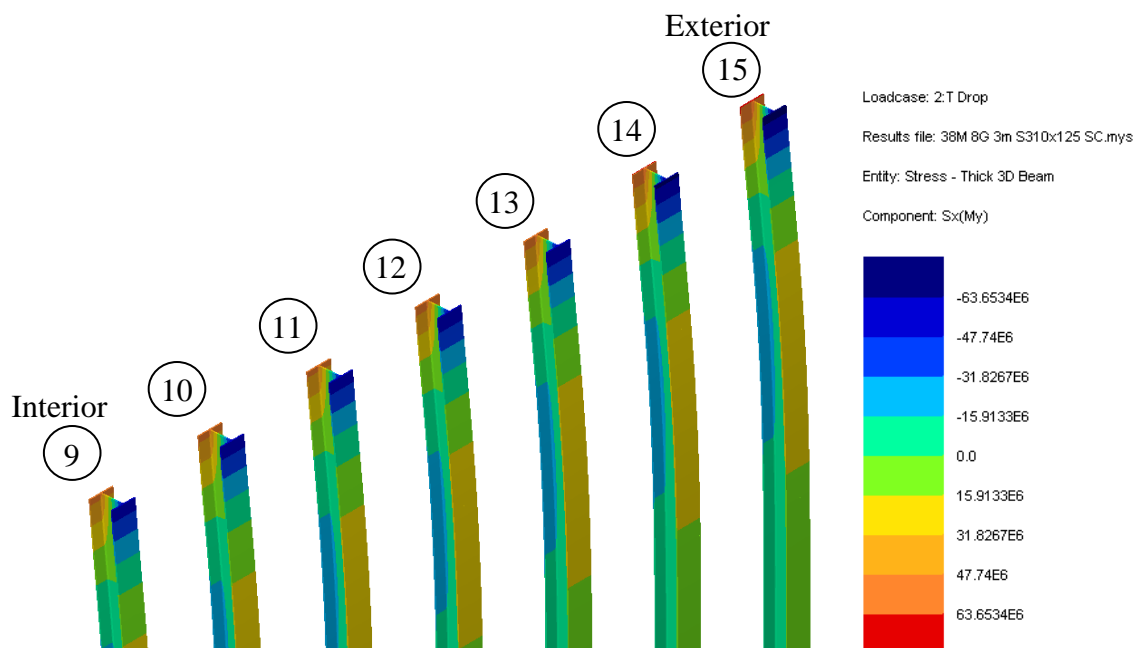 Exterior
15
14
13
12
11
10
Interior
9
Loadcase: 2:T Drop
Results file: 38M 8G 3m S310x125 SC.mys
Entity: Stress - Thick 3D Beam
Component: Sx(My)
-63.6534E6
-47.74E6
-31.8267E6
-15.9133E6
0.0
15.9133E6
31.8267E6
47.74E6
63.6534E6